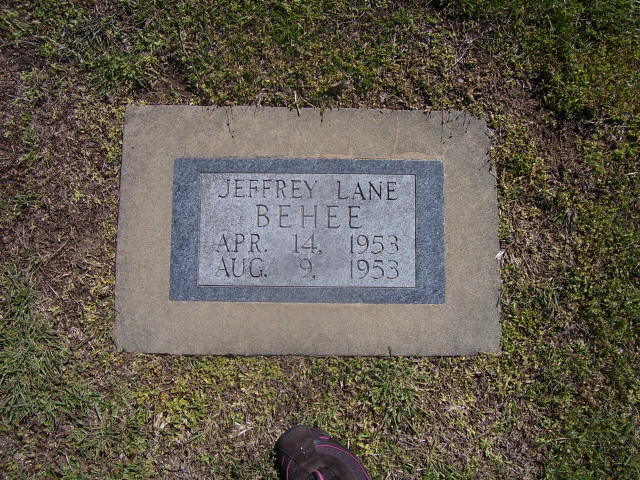 JEFFREY LANE
BEHEE
APR. 14, 1953
AUG. 9, 1953